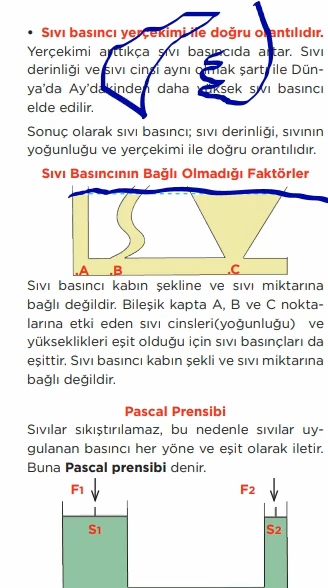 • Sıvı basıncı yerçekimi ile doğru orantılıdır.
Yerçekimi arttıkça sıvı basıncıda artar. Sıvı
derinliği ve sıvı cinsi aynı olmak şartı ile Dün-
ya'da Ay'dakinden daha yüksek sıvı basıncı
elde edilir.
Sonuç olarak sıvı basıncı; sıvı derinliği, sıvının
yoğunluğu ve yerçekimi ile doğru orantılıdır.
Sıvı Basıncının Bağlı Olmadığı Faktörler
.A .B .C
Sıvı basıncı kabın şekline ve sıvı miktarına
bağlı değildir. Bileşik kapta A, B ve C nokta-
larına etki eden sıvı cinsleri(yoğunluğu) ve
yükseklikleri eşit olduğu için sıvı basınçları da
eşittir. Sıvı basıncı kabın şekli ve sıvı miktarına
bağlı değildir.
Pascal Prensibi
Sıvılar sıkıştırılamaz, bu nedenle sıvılar uy-
gulanan basıncı her yöne ve eşit olarak iletir.
Buna Pascal prensibi denir.
F1 F2
S1 S2